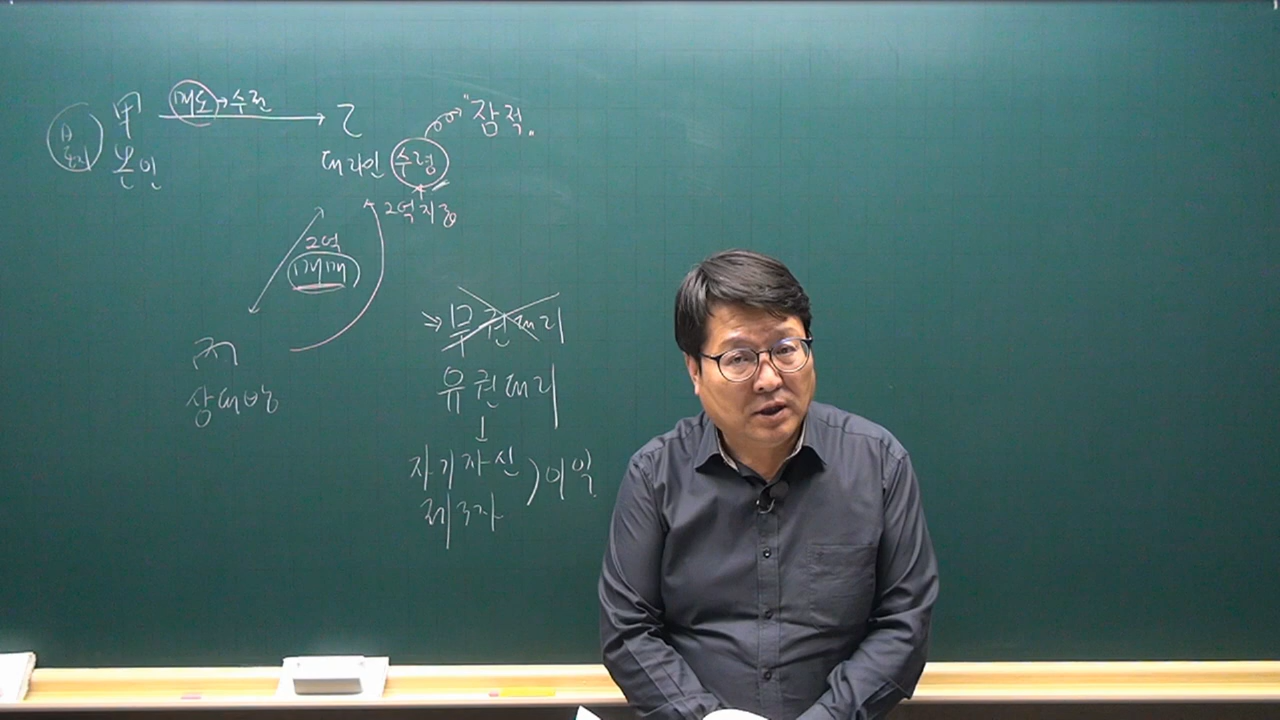 A
토지
甲
본인
매도→수권
乙
대리인 수령
"잠적"
2억지급
2억
매매
丙
상대방
무권대리
유권대리
↓
자기자신
제3자
)이익